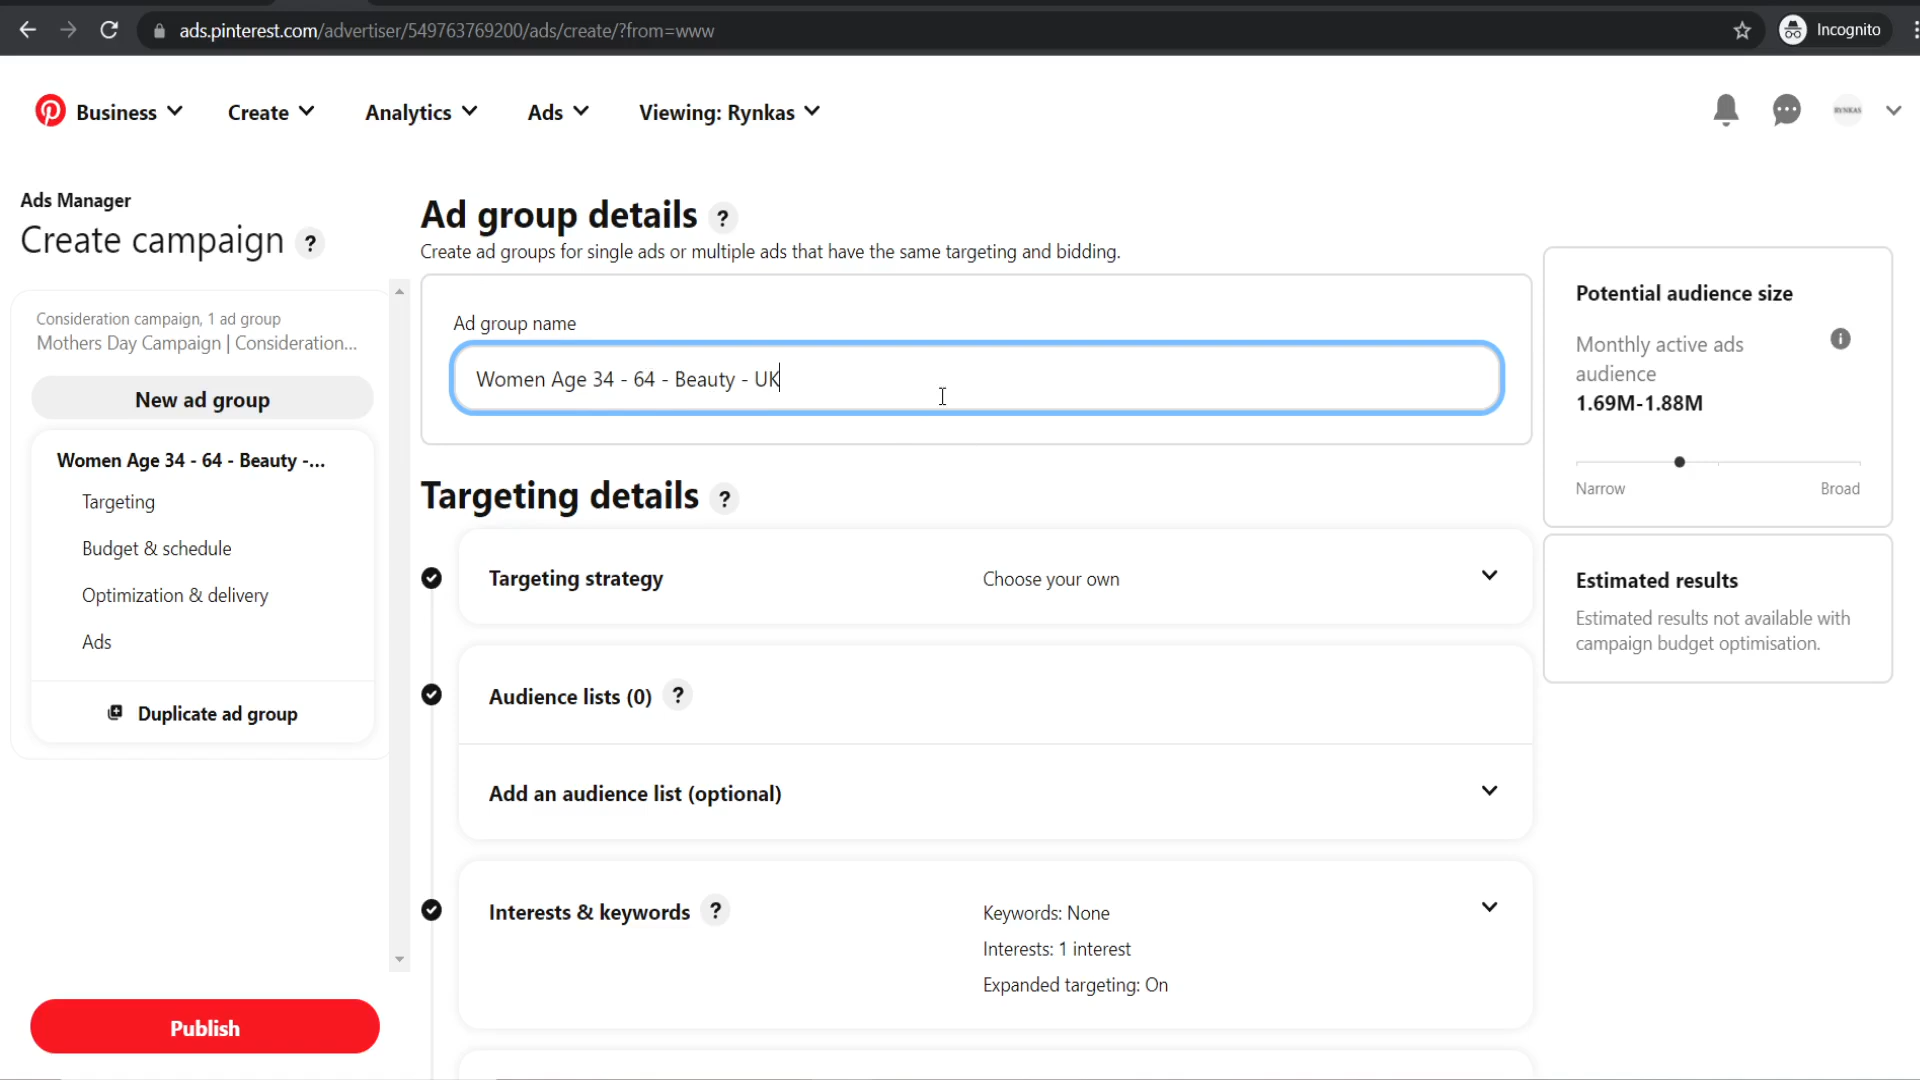 ads.pinterest.com/advertiser/549763769200/ads/create/?from=www
Incognito
Business
Create
Analytics
Ads
Viewing: Rynkas
RYNKAS
Ads Manager
Create campaign ?
Consideration campaign, 1 ad group
Mothers Day Campaign | Consideration...
New ad group
Women Age 34 - 64 - Beauty -...
Targeting
Budget & schedule
Optimization & delivery
Ads
Duplicate ad group
Publish
Ad group details ?
Create ad groups for single ads or multiple ads that have the same targeting and bidding.
Ad group name
Women Age 34 - 64 - Beauty - UK
Targeting details ?
Targeting strategy
Choose your own
Audience lists (0) ?
Add an audience list (optional)
Interests & keywords ?
Keywords: None
Interests: 1 interest
Expanded targeting: On
Potential audience size
Monthly active ads
audience
1.69M-1.88M
Narrow
Broad
Estimated results
Estimated results not available with
campaign budget optimisation.